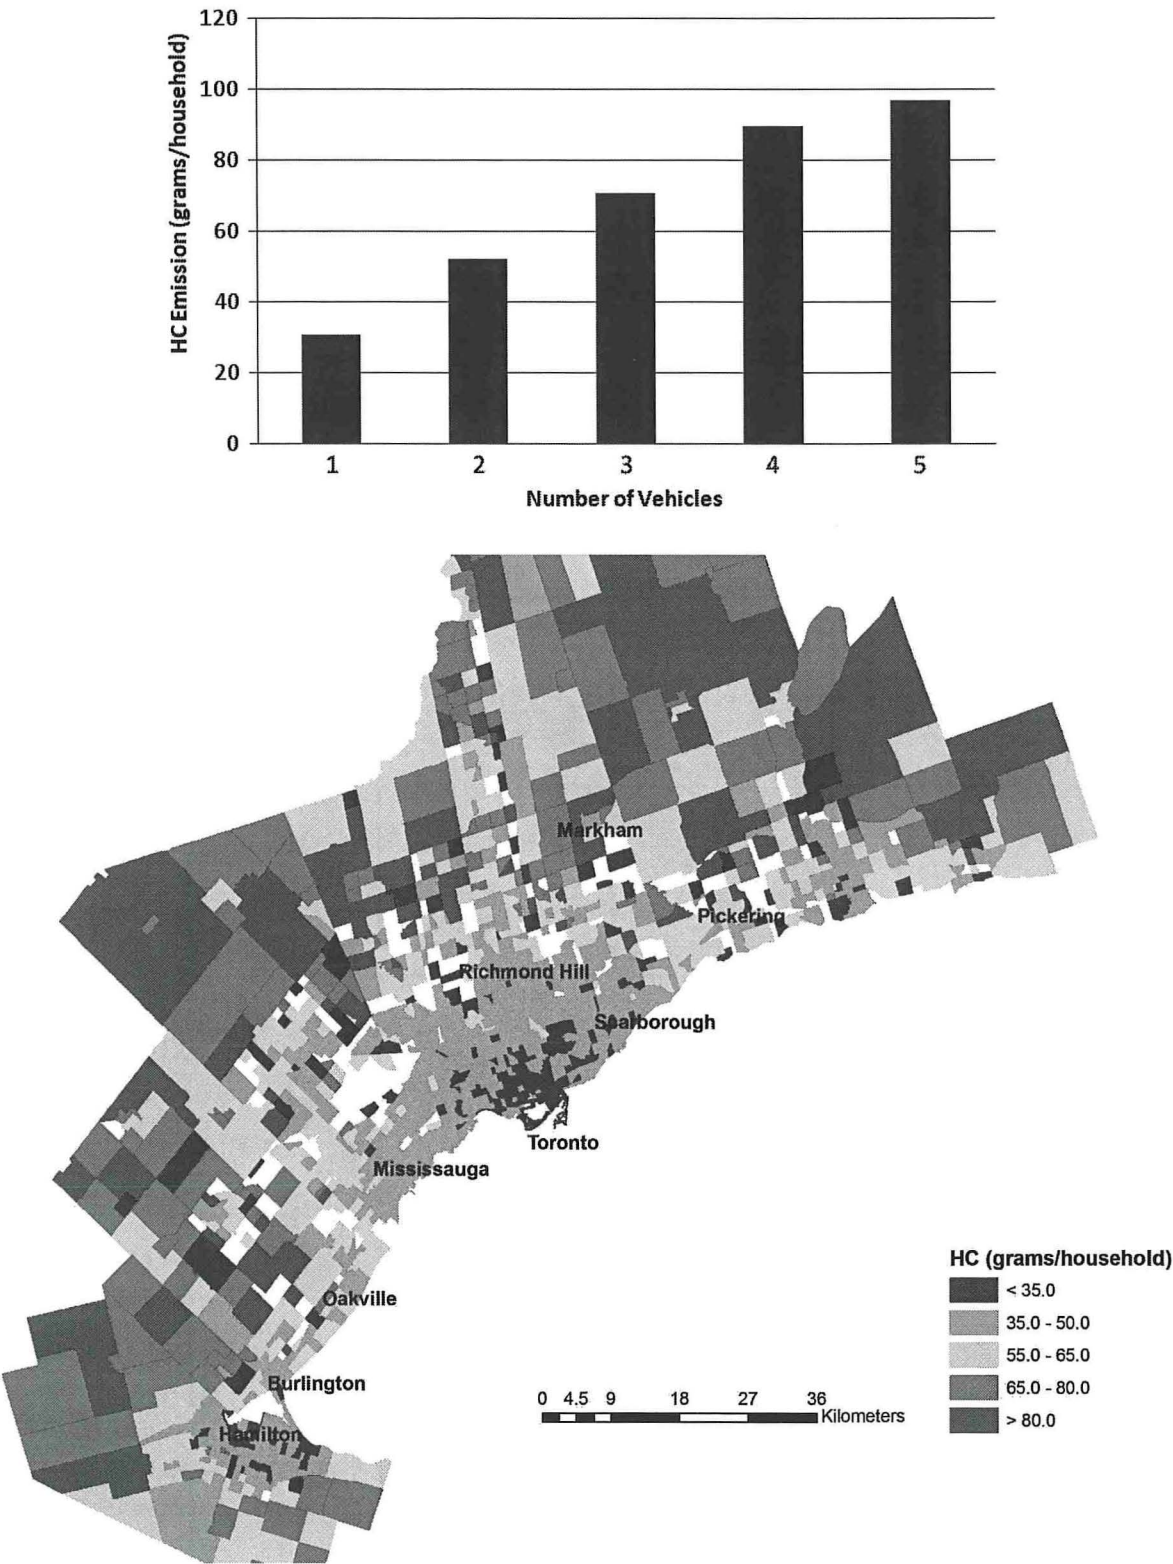 120
100
80
60
40
20
0
HC Emission (grams/household)
1 2 3 4 5
Number of Vehicles
Markham
Pickering
Richmond Hill
Scarborough
Toronto
Mississauga
Oakville
Burlington
Hamilton
HC (grams/household)
< 35.0
35.0 - 50.0
55.0 - 65.0
65.0 - 80.0
> 80.0
0 4.5 9 18 27 36
Kilometers